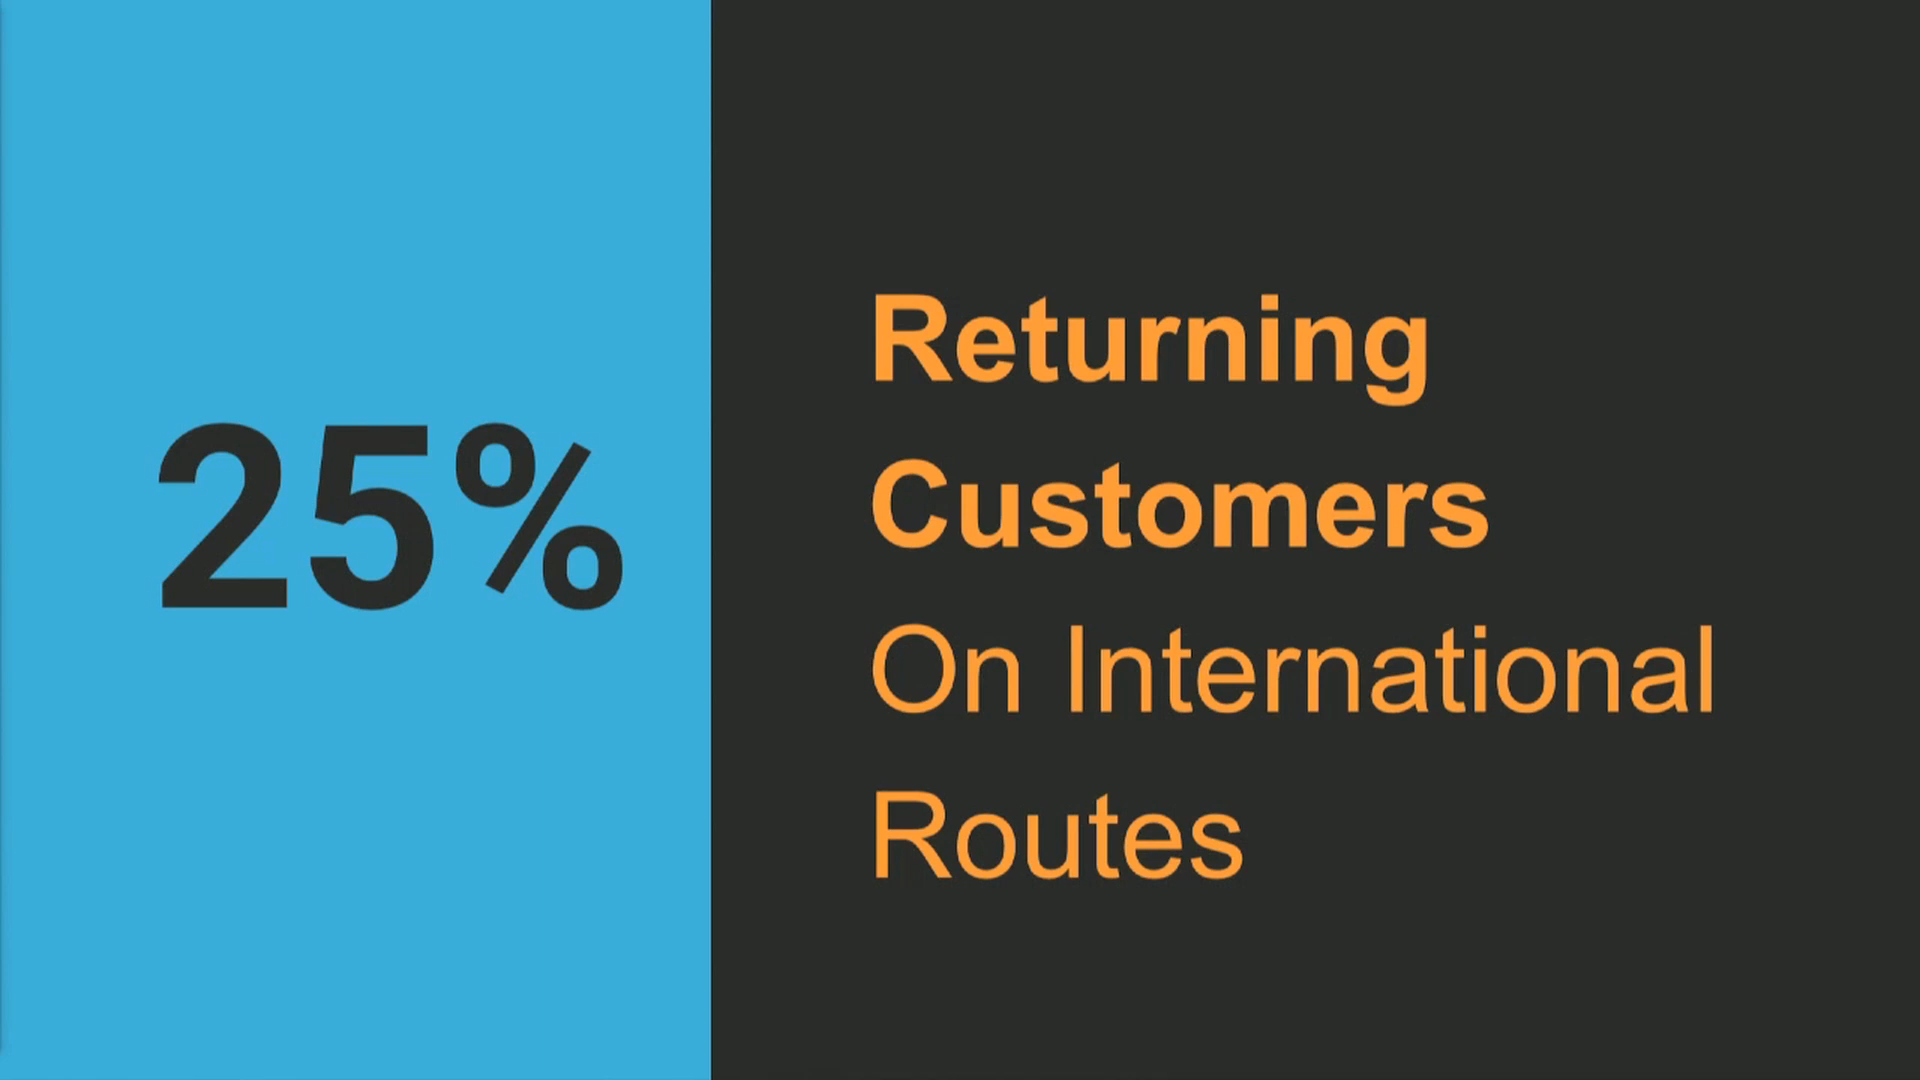 25%
Returning
Customers
On International
Routes